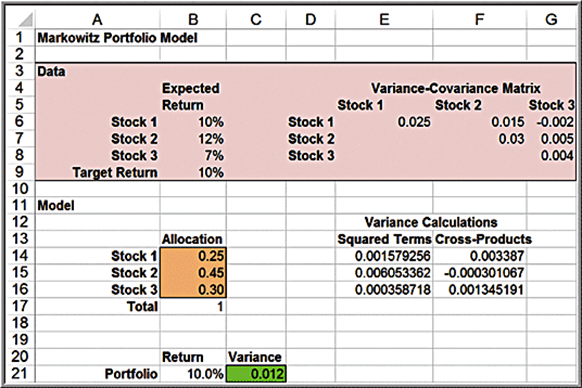 A B C D E F G
1 Markowitz Portfolio Model
2
3 Data
4 Expected Variance-Covariance Matrix
5 Return Stock 1 Stock 2 Stock 3
6 Stock 1 10% Stock 1 0.025 0.015 -0.002
7 Stock 2 12% Stock 2 0.03 0.005
8 Stock 3 7% Stock 3 0.004
9 Target Return 10%
10
11 Model
12 Variance Calculations
13 Allocation Squared Terms Cross-Products
14 Stock 1 0.25 0.001579256 0.003387
15 Stock 2 0.45 0.006053362 -0.000301067
16 Stock 3 0.30 0.000358718 0.001345191
17 Total 1
18
19
20 Return Variance
21 Portfolio 10.0% 0.012